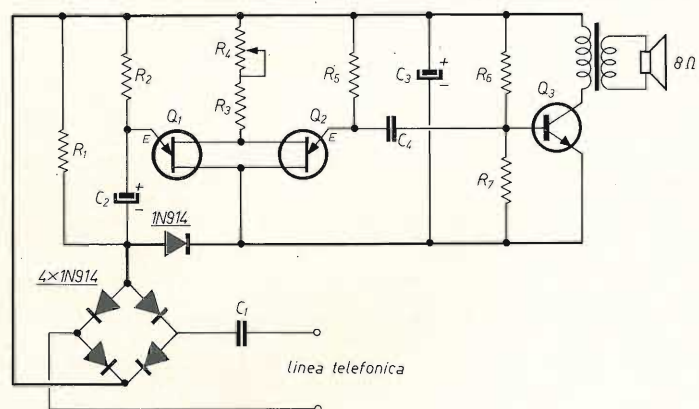 R4
R2
R5
C3
+
-
R6
R3
Q3
8Ω
Q1
Q2
E
E
R1
C4
C2
+
-
R7
1N914
4×1N914
C1
linea telefonica